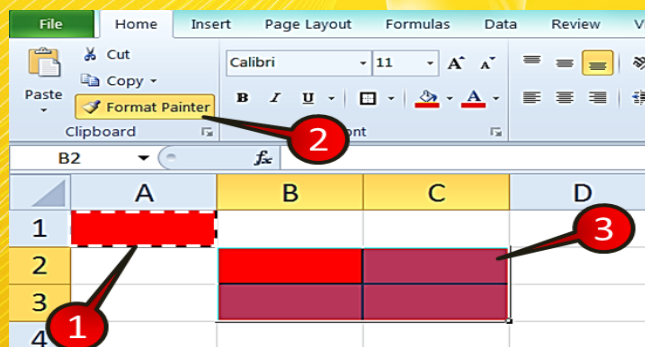 File Home Insert Page Layout Formulas Data Review V
Cut
Calibri 11 A A
Copy
Paste
Format Painter B I U A
Clipboard nt
2
B2 fx
A B C D
1
3
2
3
1
4